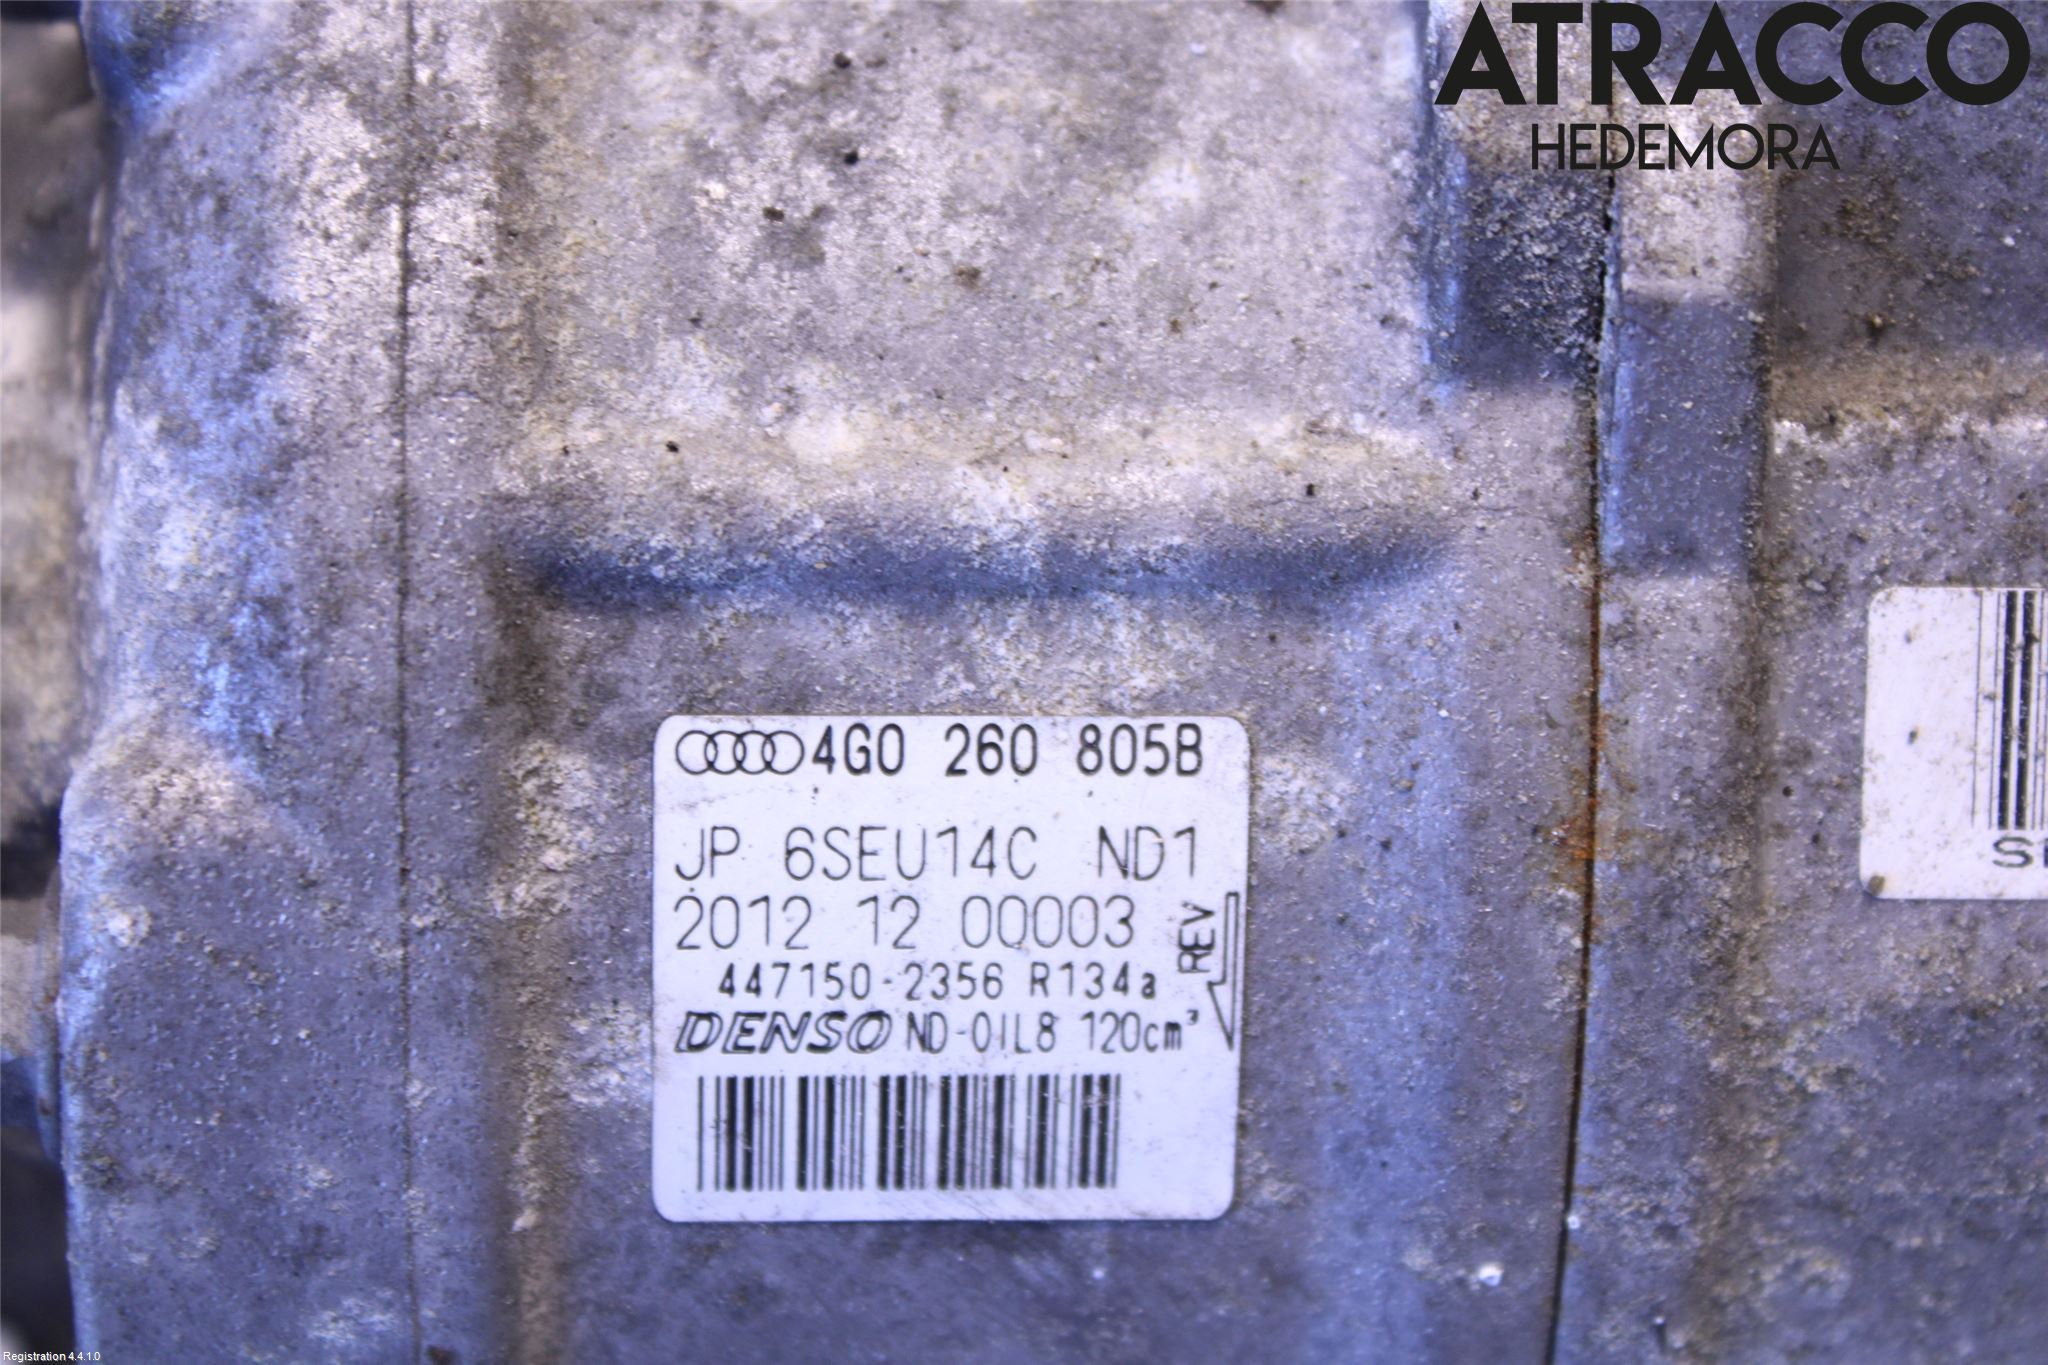 ATRACCO
HEDEMORA
4G0 260 805B
JP 6SEU14C ND1
2012 12 00003
REV
447150-2356 R134a
DENSO ND-OIL8 120cm³
Registration 4.4.1.0